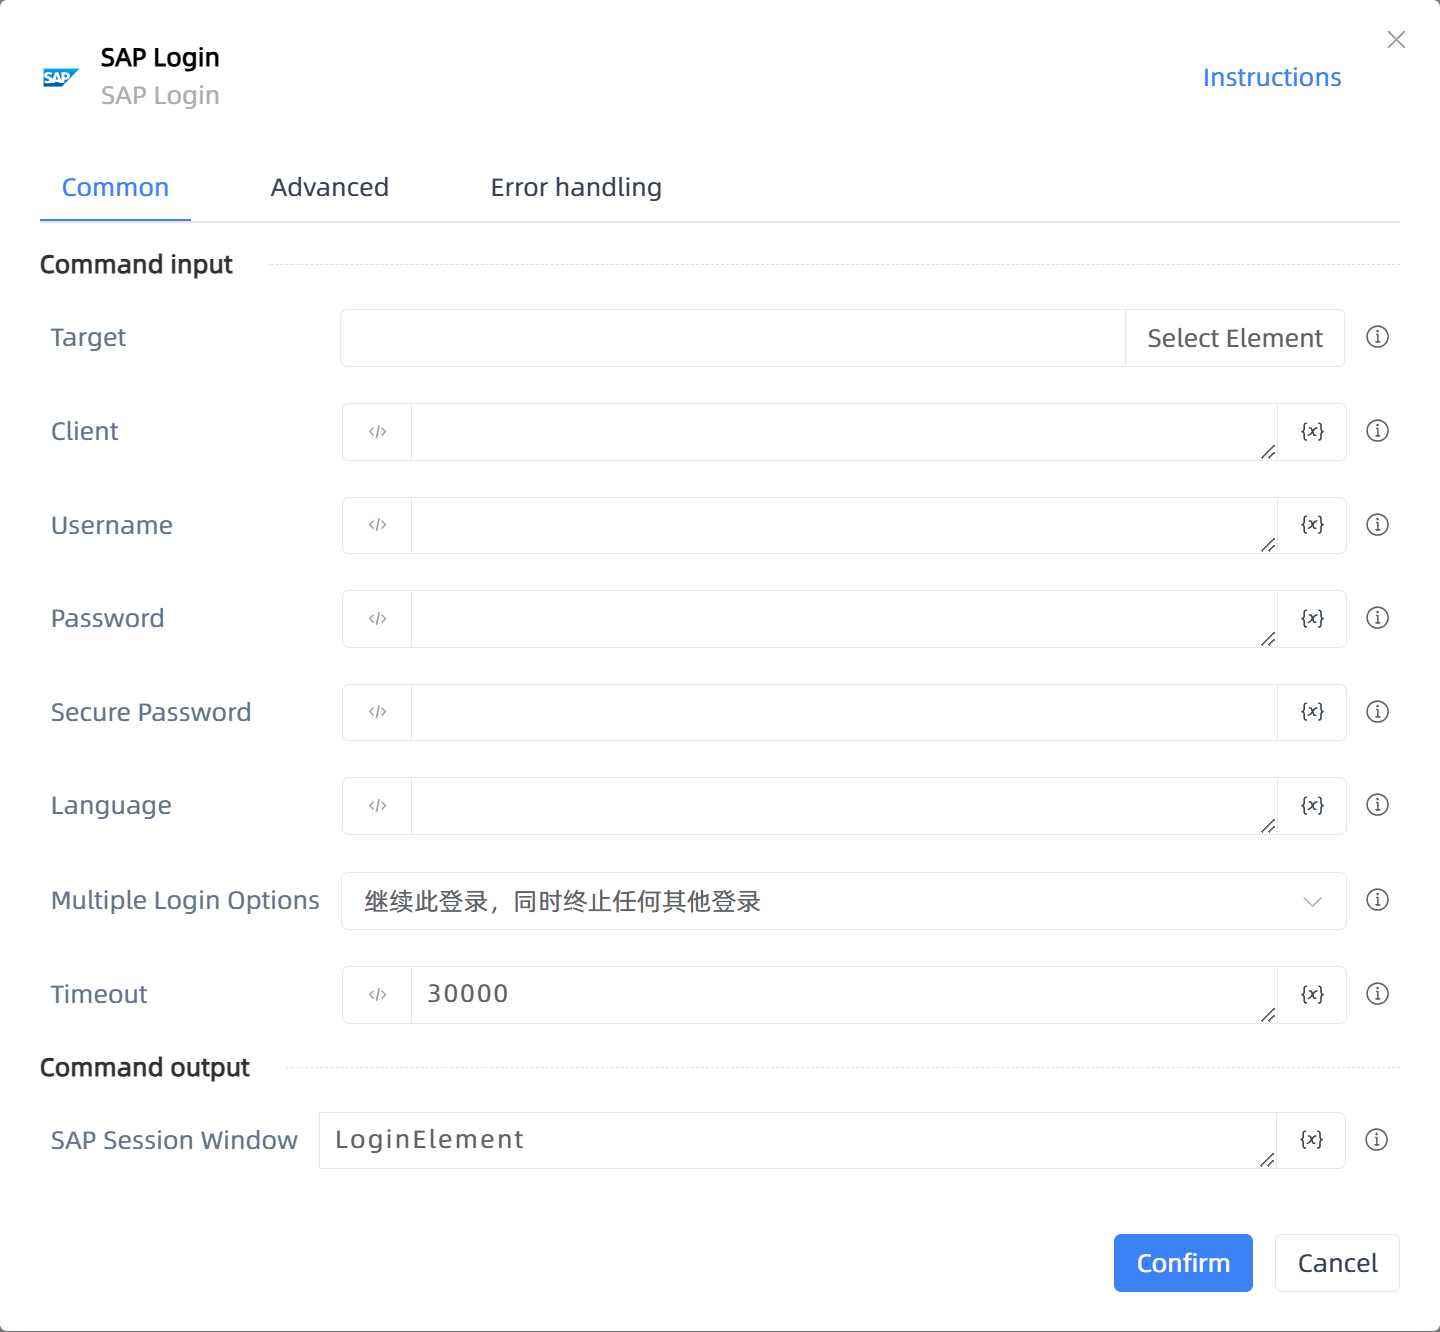 SAP
SAP Login
SAP Login
Instructions
Common
Advanced
Error handling
Command input
Target
Select Element
Client
</>
{x}
Username
</>
{x}
Password
</>
{x}
Secure Password
</>
{x}
Language
</>
{x}
Multiple Login Options
继续此登录，同时终止任何其他登录
Timeout
</>
30000
{x}
Command output
SAP Session Window
LoginElement
{x}
Confirm
Cancel